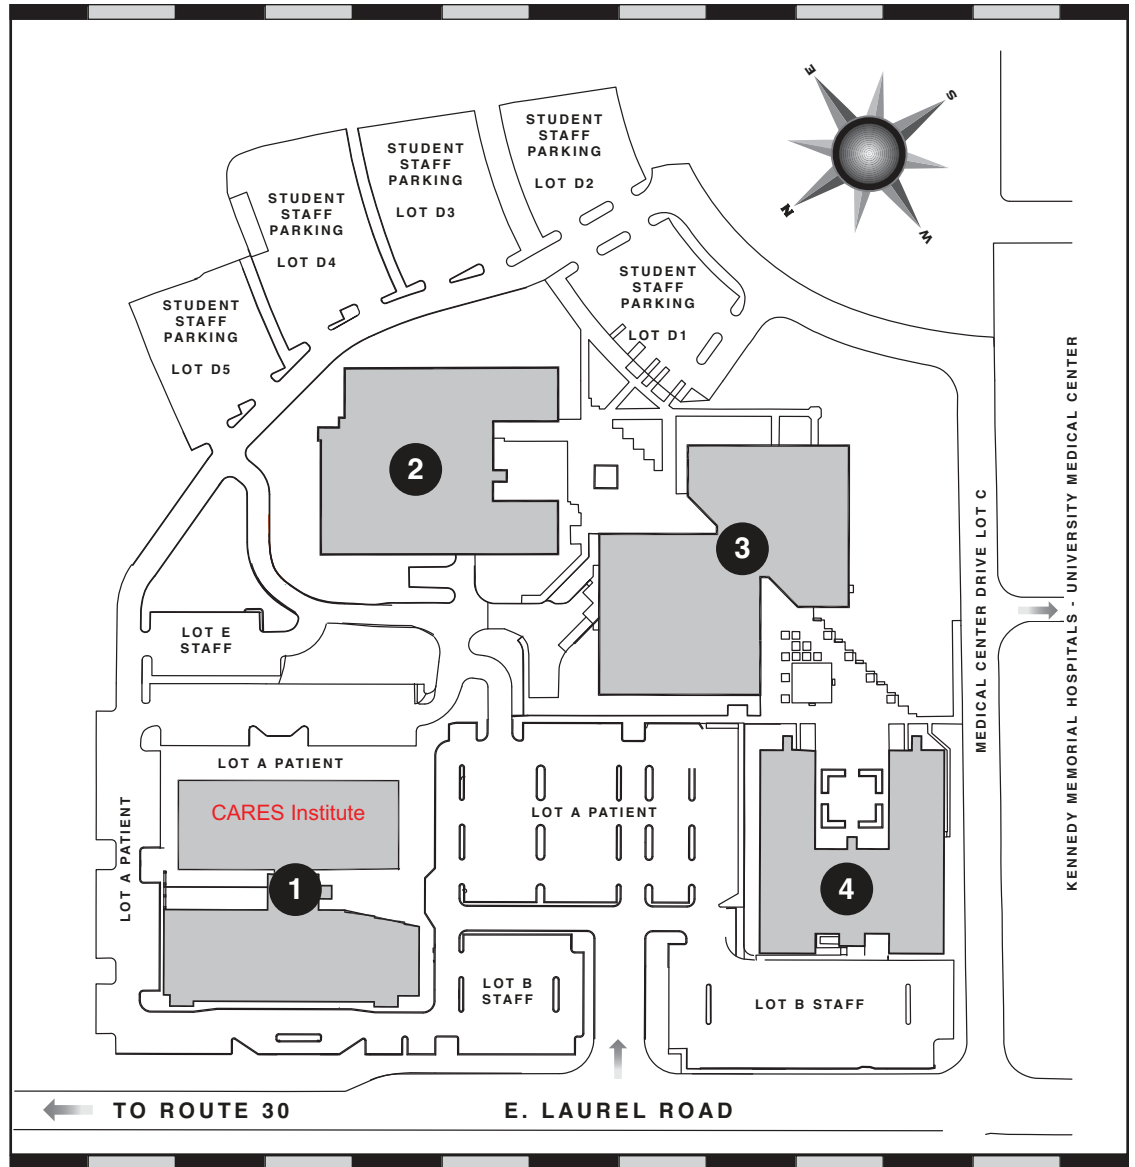 E
S
N
W
STUDENT
STAFF
PARKING
LOT D2
STUDENT
STAFF
PARKING
LOT D3
STUDENT
STAFF
PARKING
LOT D4
STUDENT
STAFF
PARKING
LOT D1
STUDENT
STAFF
PARKING
LOT D5
2
3
MEDICAL CENTER DRIVE LOT C
KENNEDY MEMORIAL HOSPITALS - UNIVERSITY MEDICAL CENTER
LOT E
STAFF
LOT A PATIENT
CARES Institute
LOT A PATIENT
LOT A PATIENT
1
4
LOT B
STAFF
LOT B STAFF
TO ROUTE 30
E. LAUREL ROAD